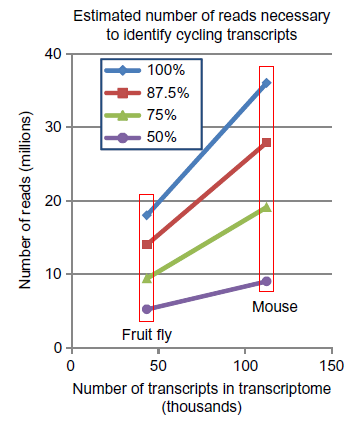 Estimated number of reads necessary
to identify cycling transcripts
40
100%
87.5%
75%
50%
30
20
10
0
Number of reads (millions)
Fruit fly
Mouse
0
50
100
150
Number of transcripts in transcriptome
(thousands)